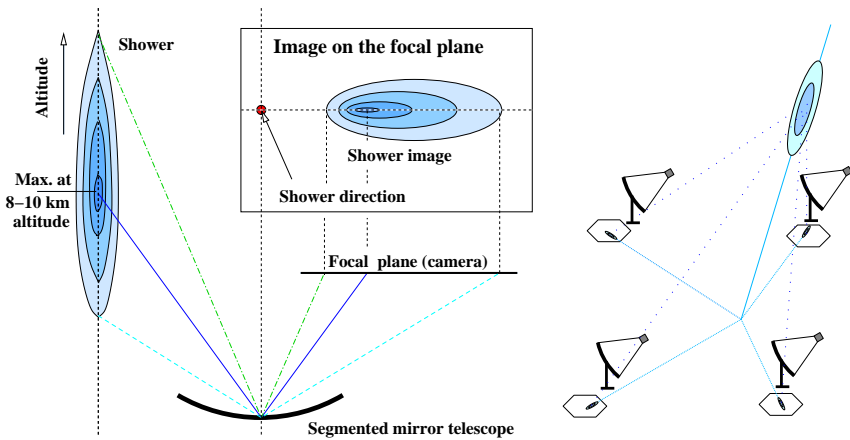 Shower
Altitude
Max. at
8–10 km
altitude
Image on the focal plane
Shower image
Shower direction
Focal plane (camera)
Segmented mirror telescope